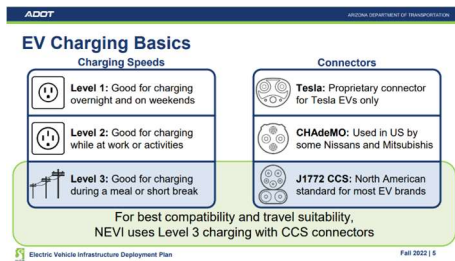 ADOT
ARIZONA DEPARTMENT OF TRANSPORTATION
EV Charging Basics
Charging Speeds
Level 1: Good for charging
overnight and on weekends
Level 2: Good for charging
while at work or activities
Level 3: Good for charging
during a meal or short break
Connectors
Tesla: Proprietary connector
for Tesla EVs only
CHAdeMO: Used in US by
some Nissans and Mitsubishis
J1772 CCS: North American
standard for most EV brands
For best compatibility and travel suitability,
NEVI uses Level 3 charging with CCS connectors
Electric Vehicle Infrastructure Deployment Plan
Fall 2022 | 5